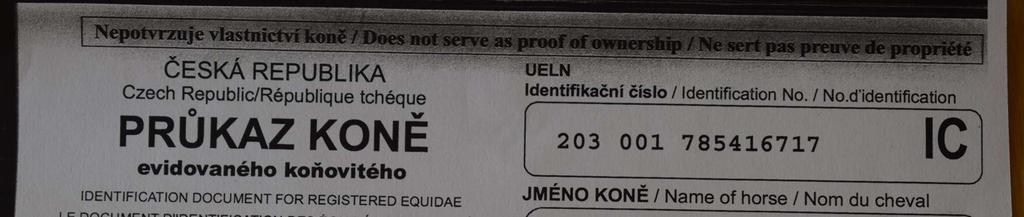 Nepotvrzuje vlastnictví koně / Does not serve as proof of ownership / Ne sert pas preuve de propriété
ČESKÁ REPUBLIKA
Czech Republic/République tchéque
PRŮKAZ KONĚ
evidovaného koňovitého
IDENTIFICATION DOCUMENT FOR REGISTERED EQUIDAE
LE DOCUMENT
UELN
Identifikační číslo / Identification No. / No.d'identification
203 001 785416717
IC
JMÉNO KONĚ / Name of horse / Nom du cheval